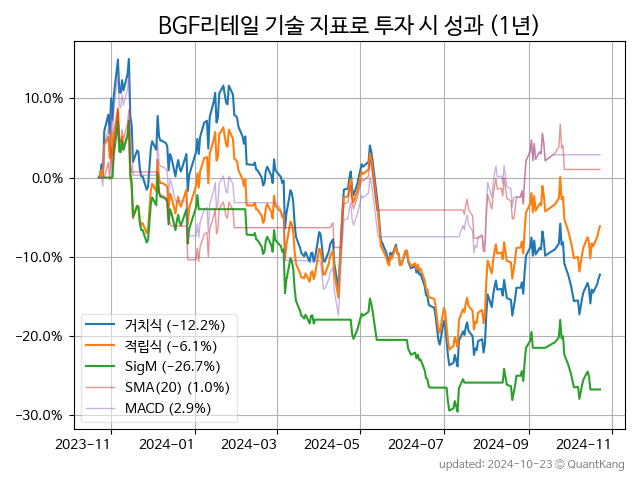 BGF리테일 기술 지표로 투자 시 성과 (1년)
10.0%
0.0%
−10.0%
−20.0%
−30.0%
거치식 (−12.2%)
적립식 (−6.1%)
SigM (−26.7%)
SMA(20) (1.0%)
MACD (2.9%)
2023-11 2024-01 2024-03 2024-05 2024-07 2024-09 2024-11
updated: 2024-10-23 © QuantKang